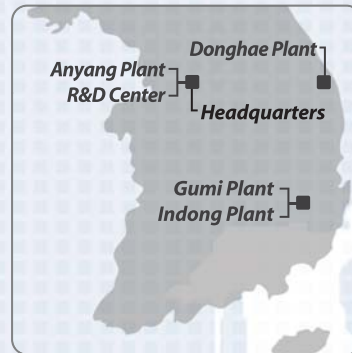 Donghae Plant
Anyang Plant
R&D Center
Headquarters
Gumi Plant
Indong Plant